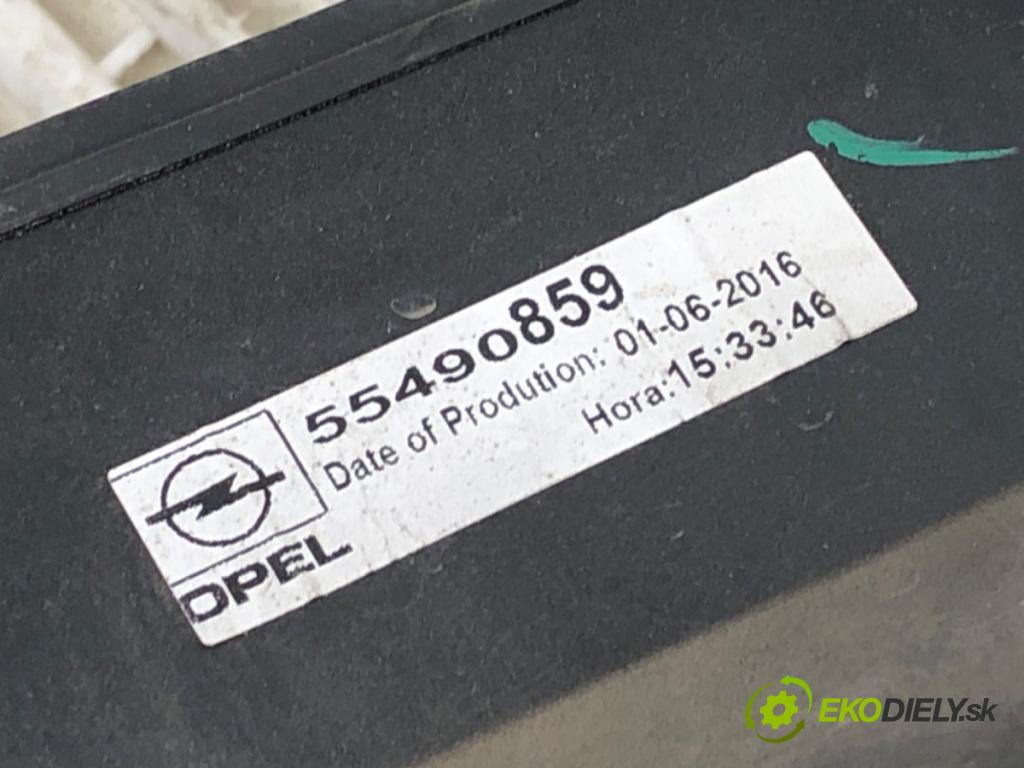 55490859
Date of Prodution: 01-06-2016
Hora:15:33:46
OPEL
EKODIELY.sk